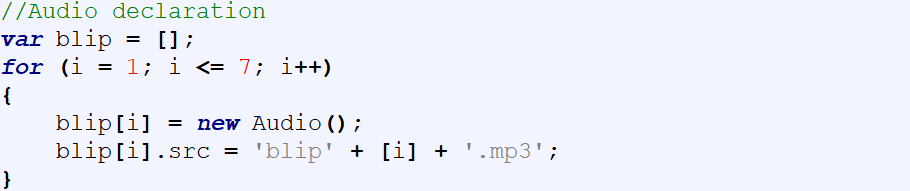 //Audio declaration
var blip = [];
for (i = 1; i <= 7; i++)
{
    blip[i] = new Audio();
    blip[i].src = 'blip' + [i] + '.mp3';
}